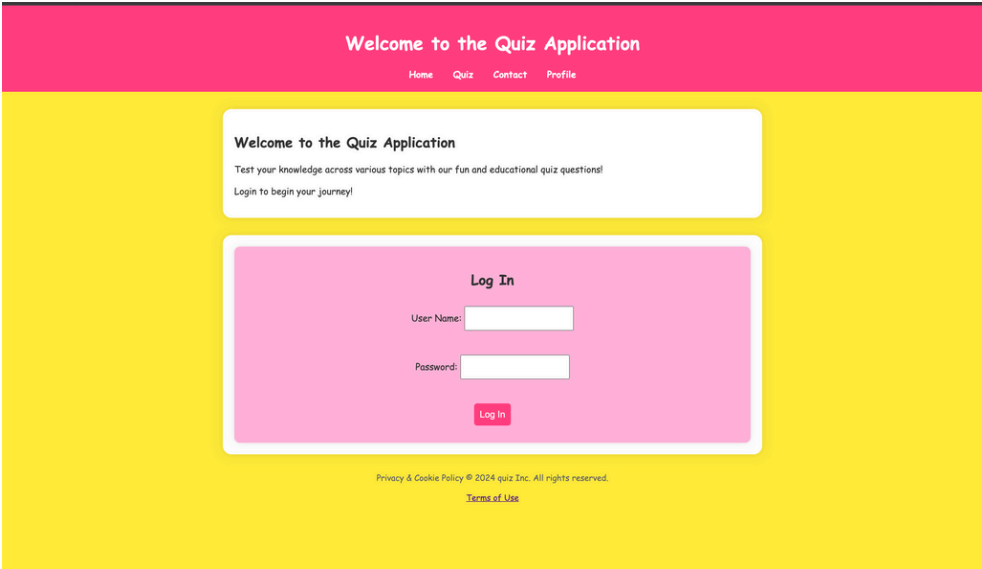 Welcome to the Quiz Application
Home Quiz Contact Profile
Welcome to the Quiz Application
Test your knowledge across various topics with our fun and educational quiz questions!
Login to begin your journey!
Log In
User Name:
Password:
Log In
Privacy & Cookie Policy © 2024 quiz Inc. All rights reserved.
Terms of Use